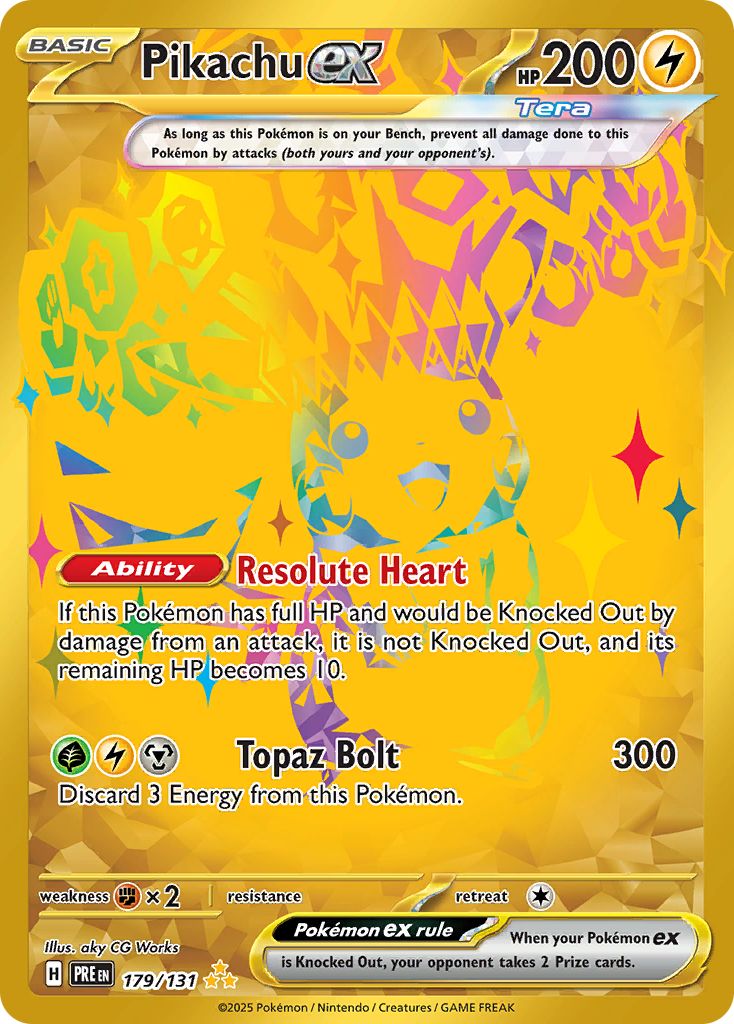 BASIC
Pikachu ex
HP 200
Tera
As long as this Pokémon is on your Bench, prevent all damage done to this
Pokémon by attacks (both yours and your opponent's).
Ability Resolute Heart
If this Pokémon has full HP and would be Knocked Out by
damage from an attack, it is not Knocked Out, and its
remaining HP becomes 10.
Topaz Bolt 300
Discard 3 Energy from this Pokémon.
weakness ×2 resistance retreat
Pokémon ex rule When your Pokémon ex
is Knocked Out, your opponent takes 2 Prize cards.
Illus. aky CG Works
H PRE EN 179/131
©2025 Pokémon / Nintendo / Creatures / GAME FREAK